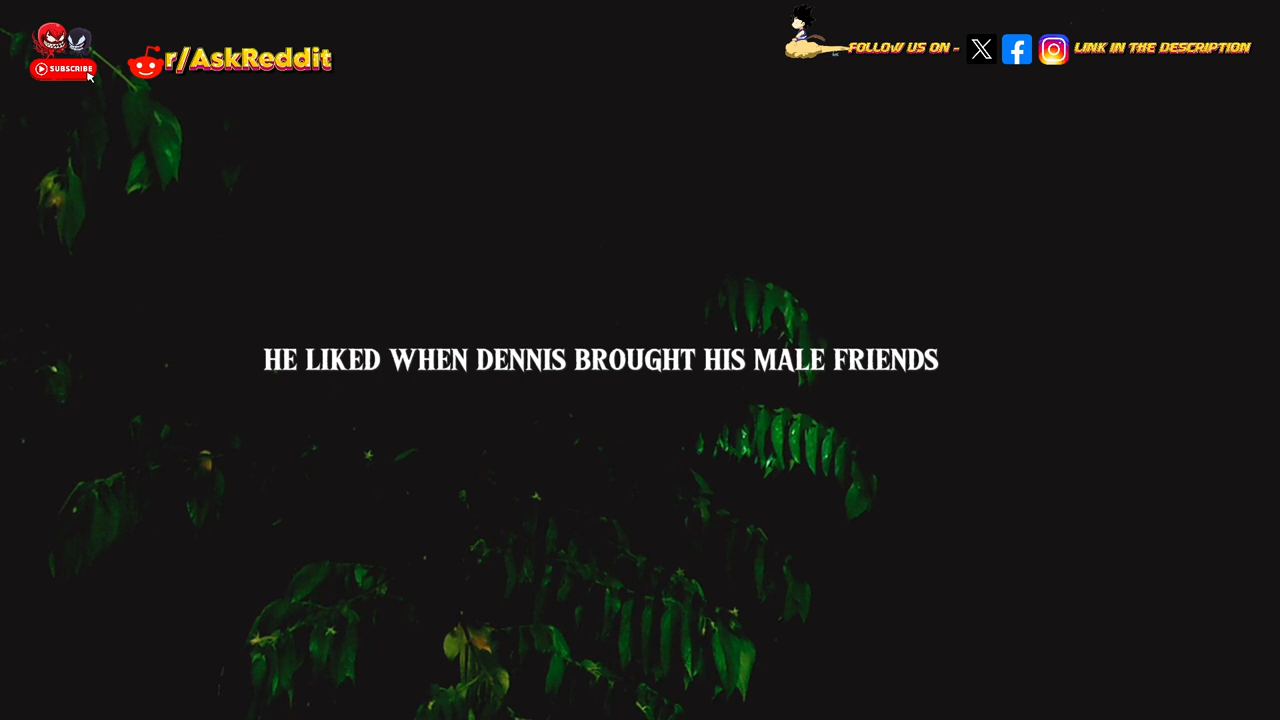 SUBSCRIBE
r/AskReddit
FOLLOW US ON -
LINK IN THE DESCRIPTION
HE LIKED WHEN DENNIS BROUGHT HIS MALE FRIENDS